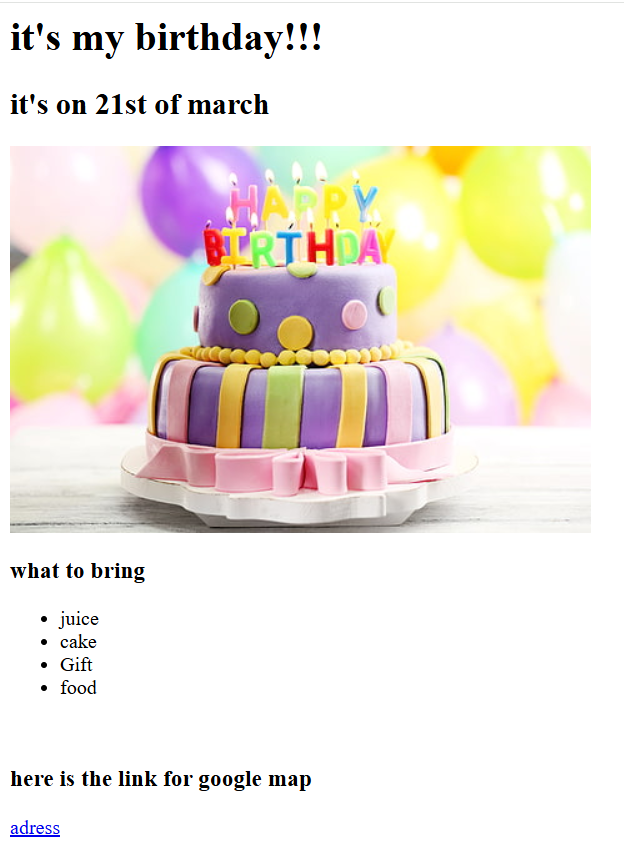 it's my birthday!!!
it's on 21st of march
HAPPY
BIRTHDAY
what to bring
juice
cake
Gift
food
here is the link for google map
adress